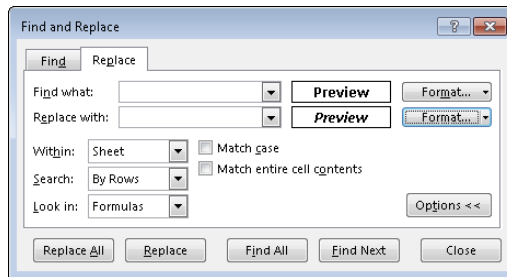 Find and Replace
Find Replace
Find what: Preview Format...
Replace with: Preview Format...
Within: Sheet Match case
Search: By Rows Match entire cell contents
Look in: Formulas Options <<
Replace All Replace Find All Find Next Close